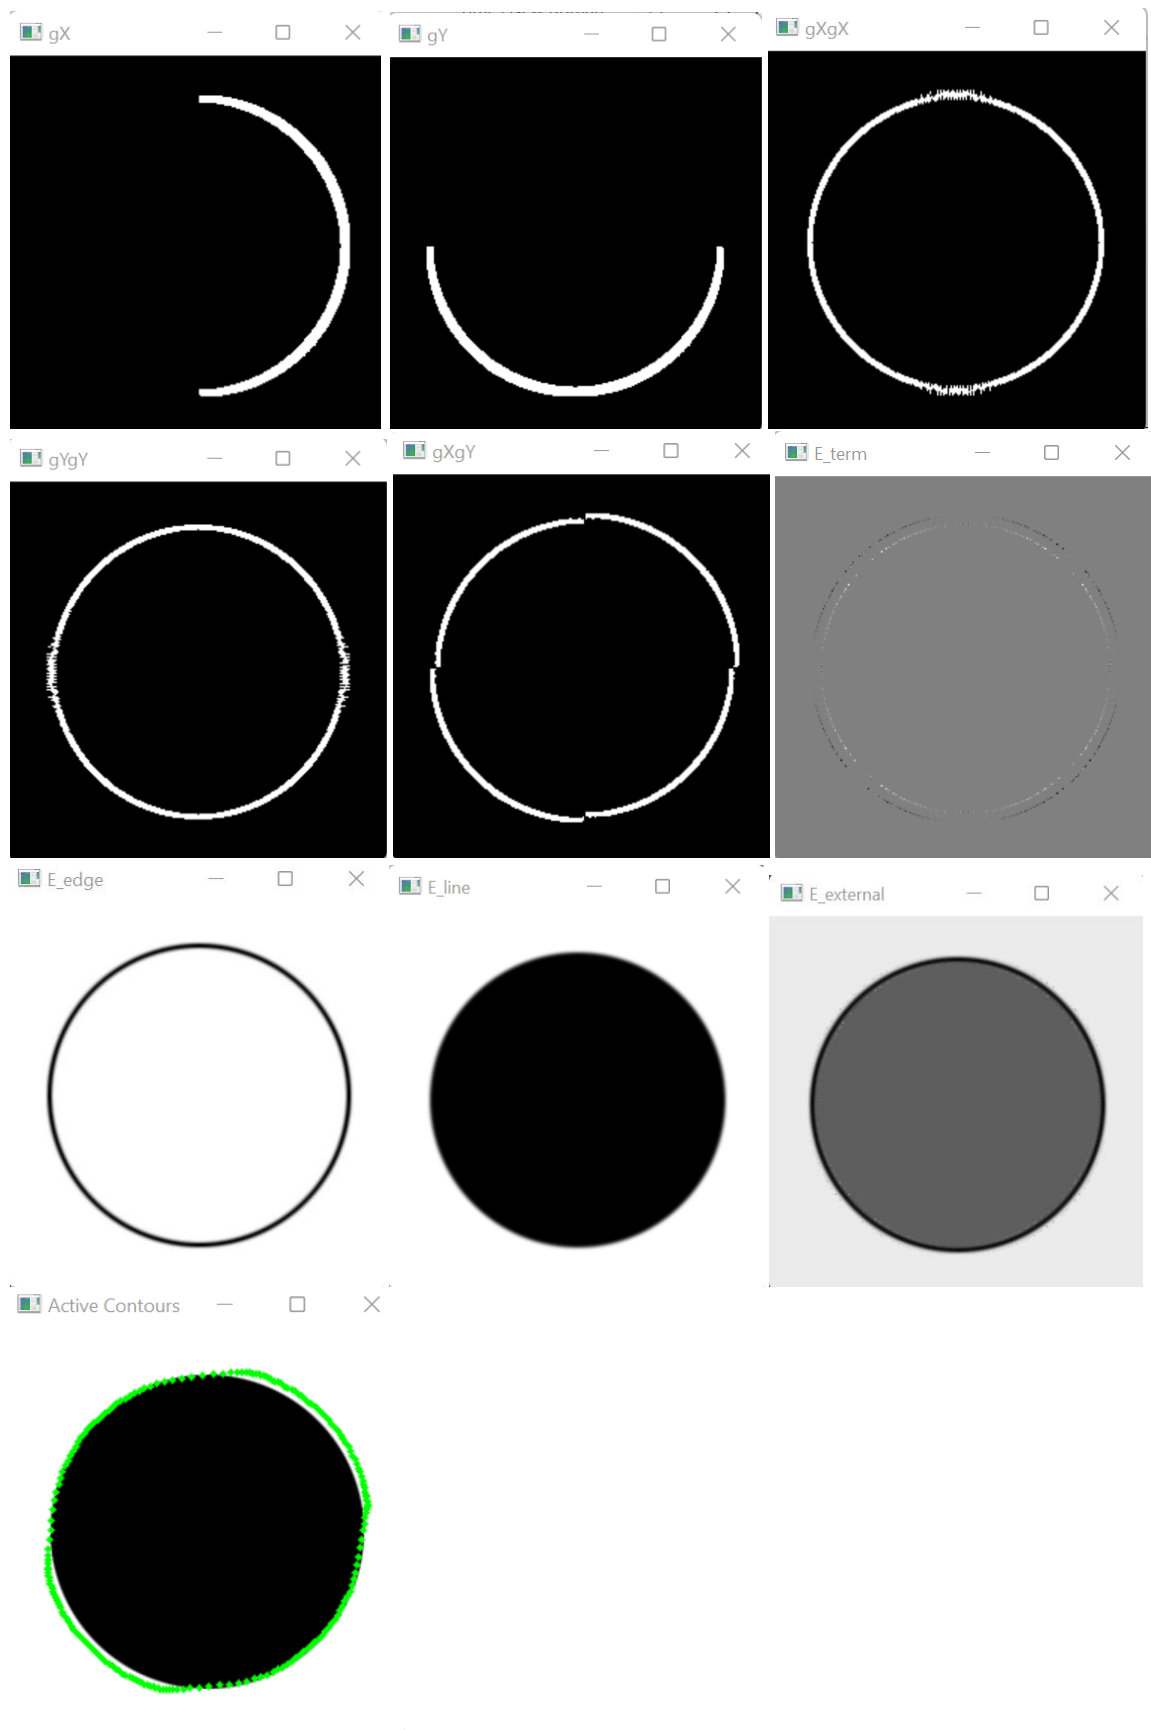 gX
gY
gXgX
gYgY
gXgY
E_term
E_edge
E_line
E_external
Active Contours